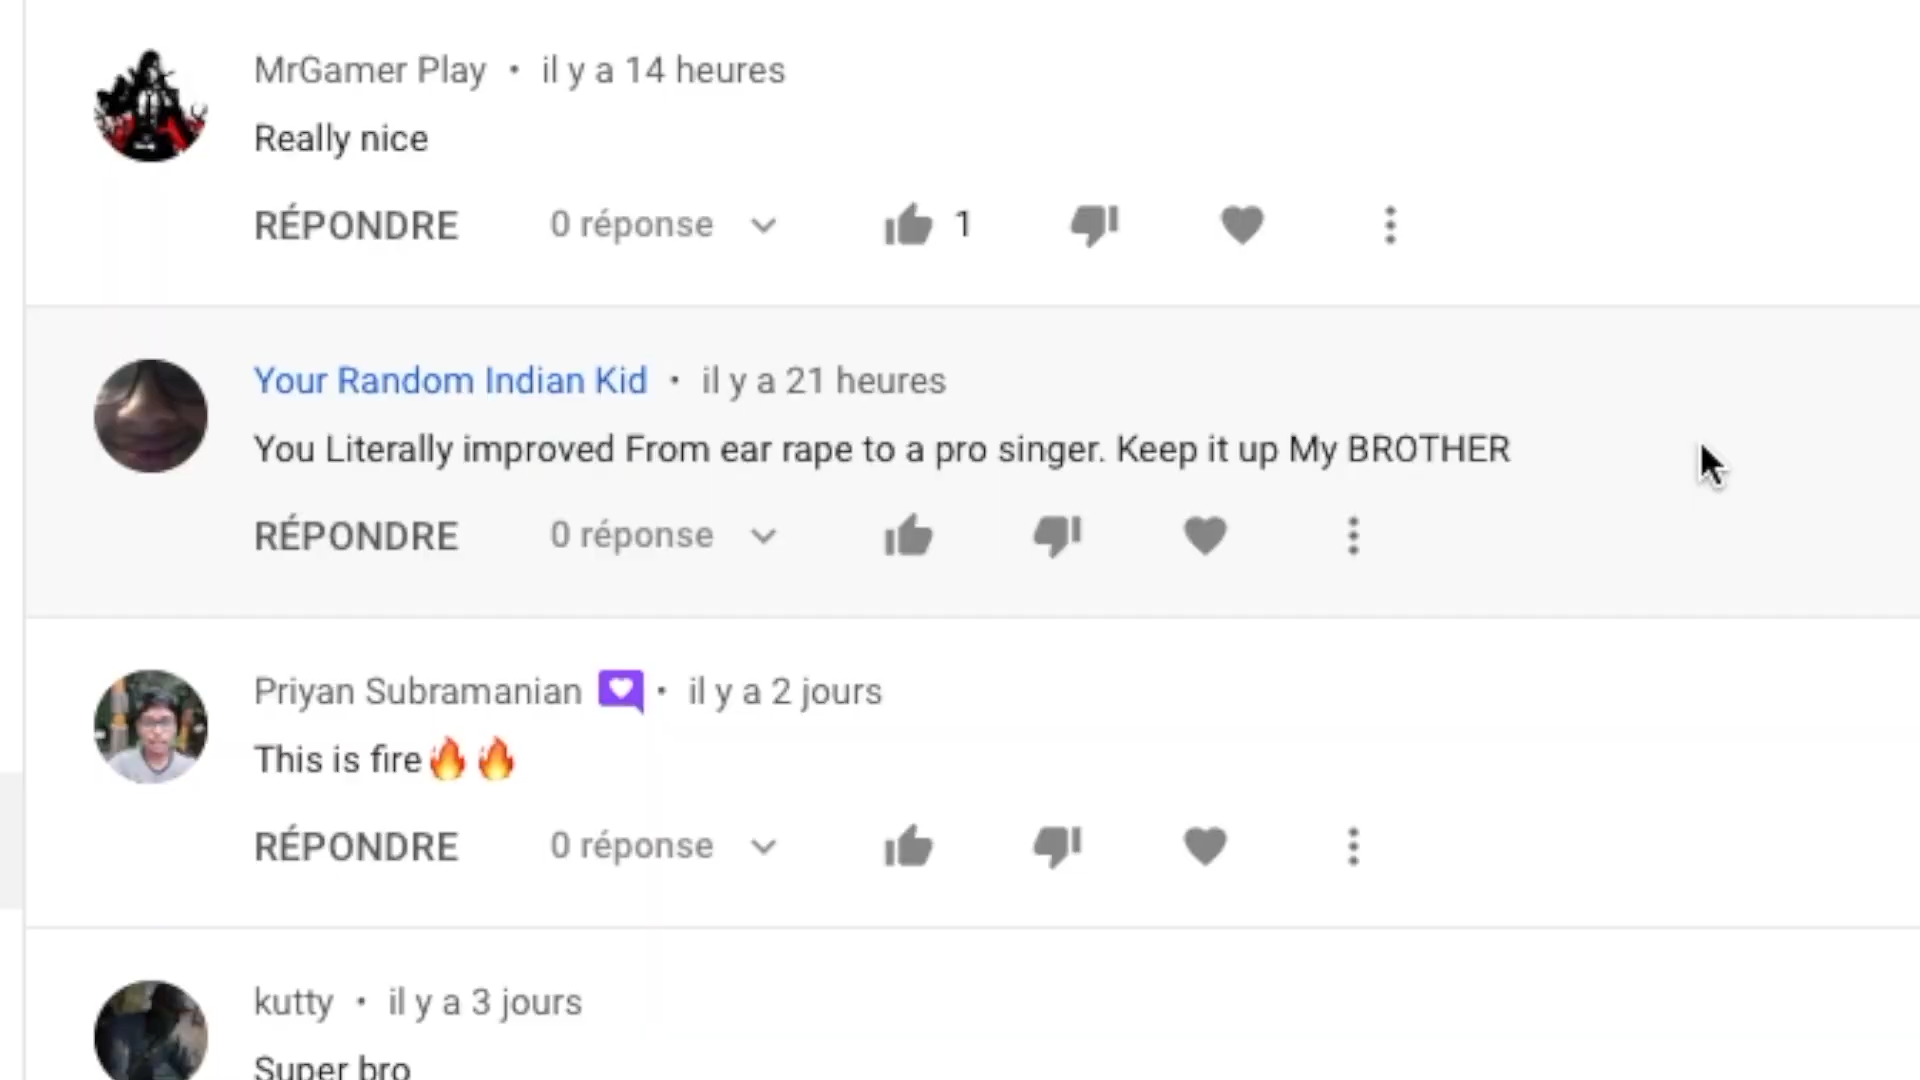 MrGamer Play • il y a 14 heures
Really nice
RÉPONDRE 0 réponse 1
Your Random Indian Kid • il y a 21 heures
You Literally improved From ear rape to a pro singer. Keep it up My BROTHER
RÉPONDRE 0 réponse
Priyan Subramanian • il y a 2 jours
This is fire🔥🔥
RÉPONDRE 0 réponse
kutty • il y a 3 jours
Super bro